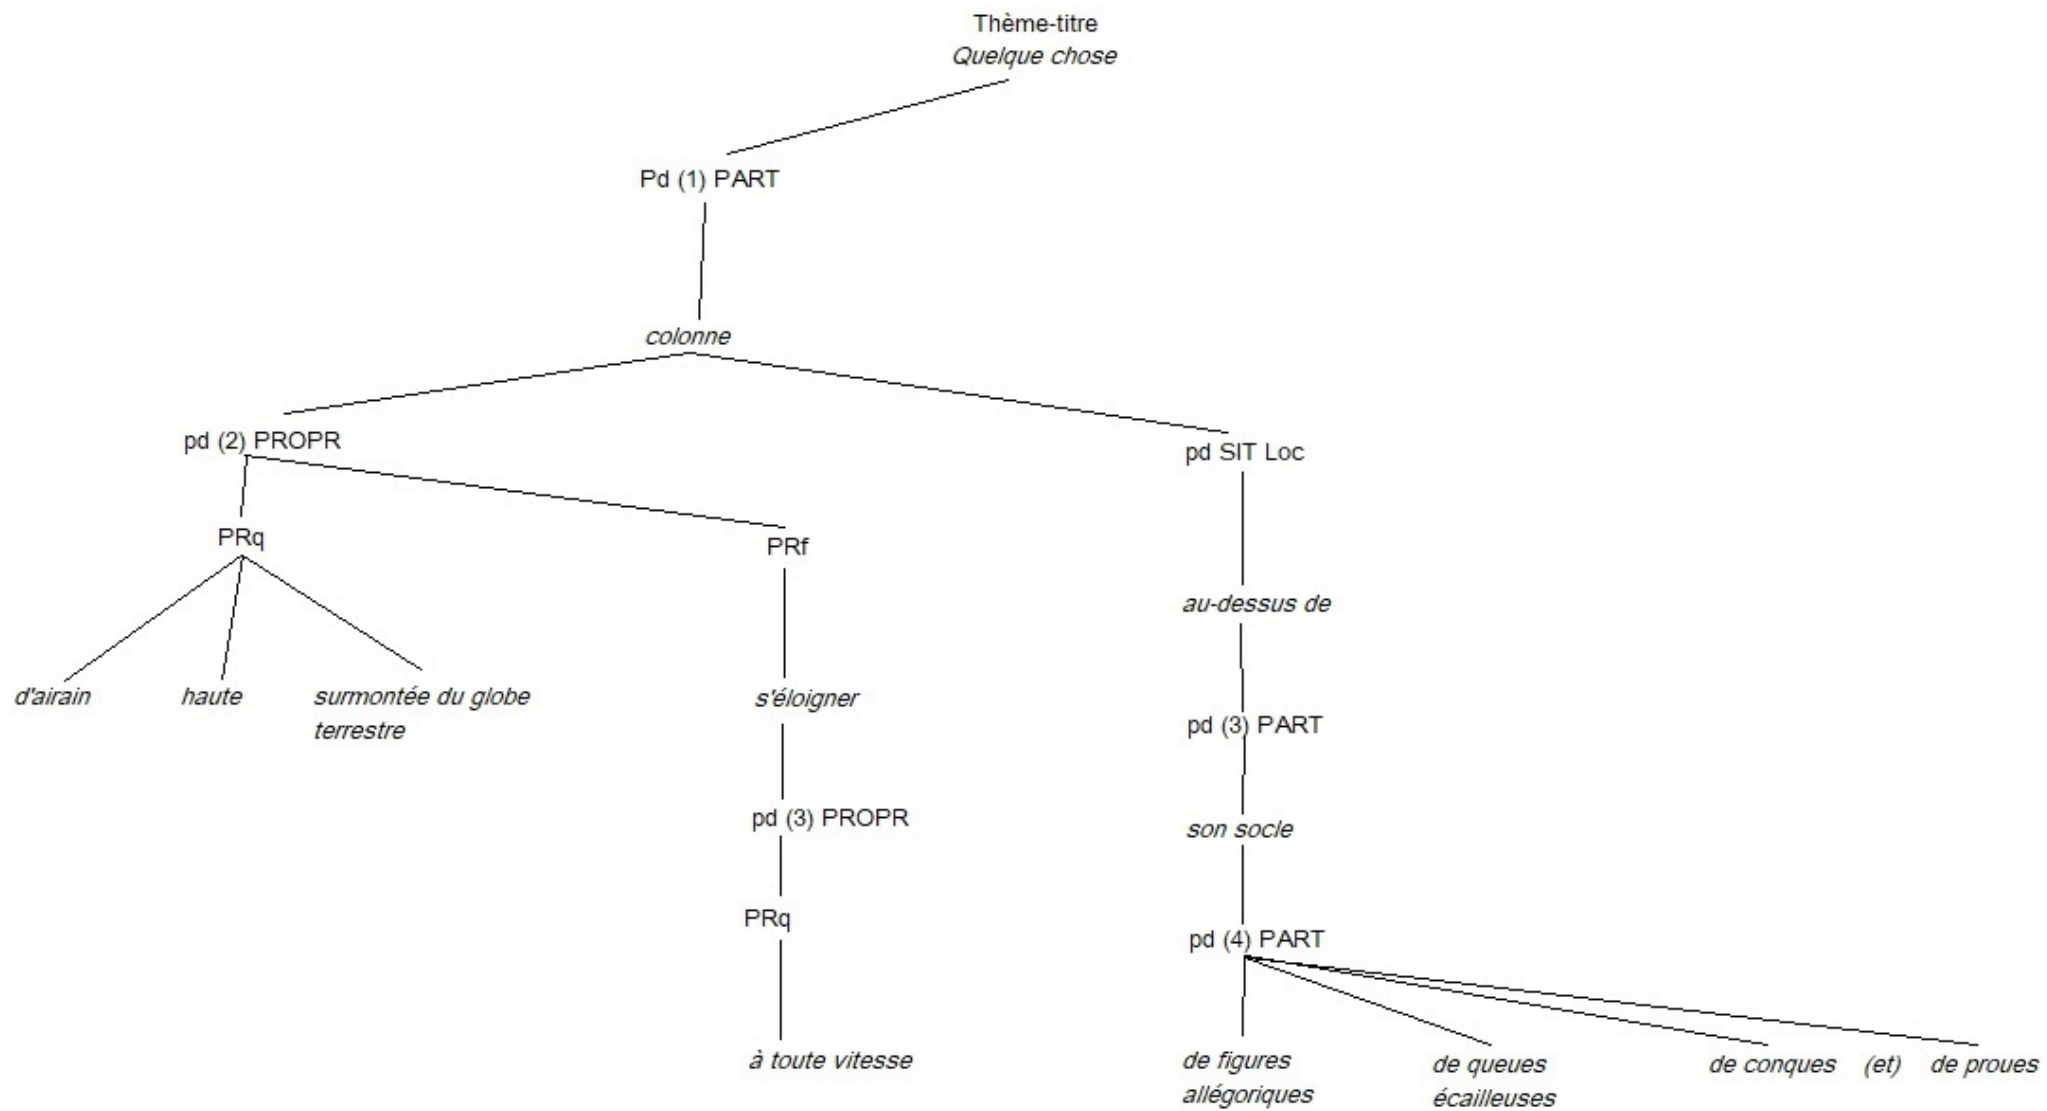 Thème-titre
Quelque chose
Pd (1) PART
colonne
pd (2) PROPR
pd SIT Loc
PRq
PRf
au-dessus de
d'airain
haute
surmontée du globe
terrestre
s'éloigner
pd (3) PART
pd (3) PROPR
son socle
PRq
pd (4) PART
à toute vitesse
de figures
allégoriques
de queues
écailleuses
de conques
(et)
de proues